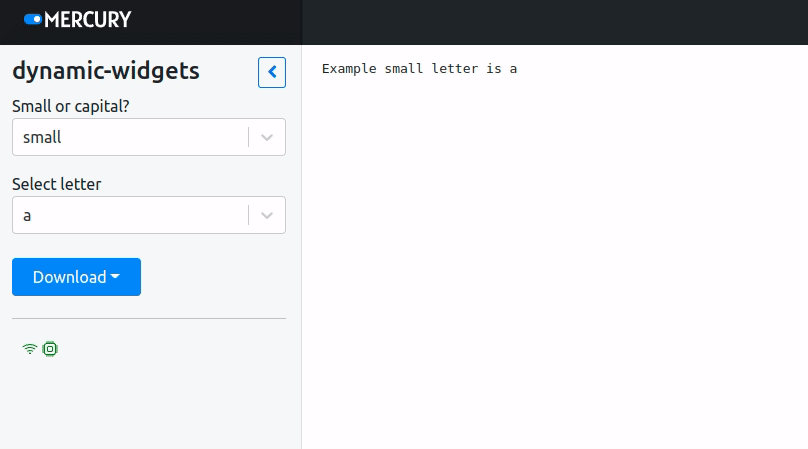 MERCURY
dynamic-widgets
Small or capital?
small
Select letter
a
Download
Example small letter is a